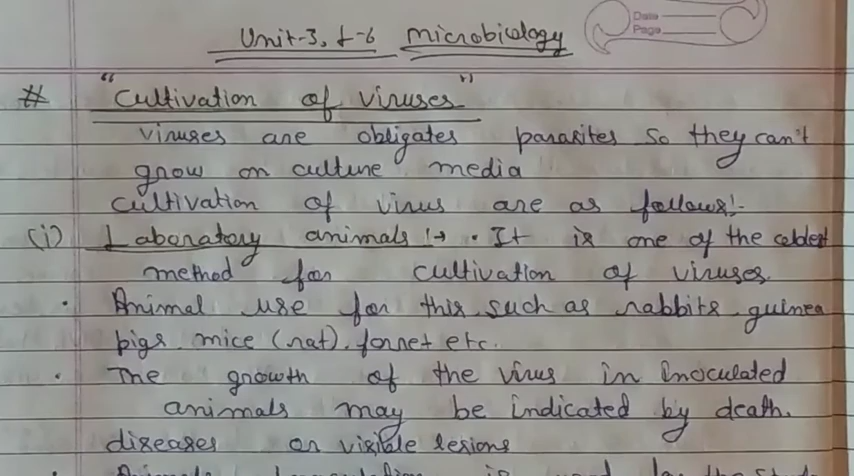 Date
Page
Unit-3, L-6 microbiology
# "Cultivation of viruses"
viruses are obligates parasites so they can't
grow on culture media
cultivation of virus are as follows:-
(i) Laboratory animals :→ • It is one of the oldest
method for cultivation of viruses.
• Animal use for this such as rabbits, guinea
pigs, mice (rat), forret etc.
• The growth of the virus in inoculated
animals may be indicated by death.
diseases or visible lesions